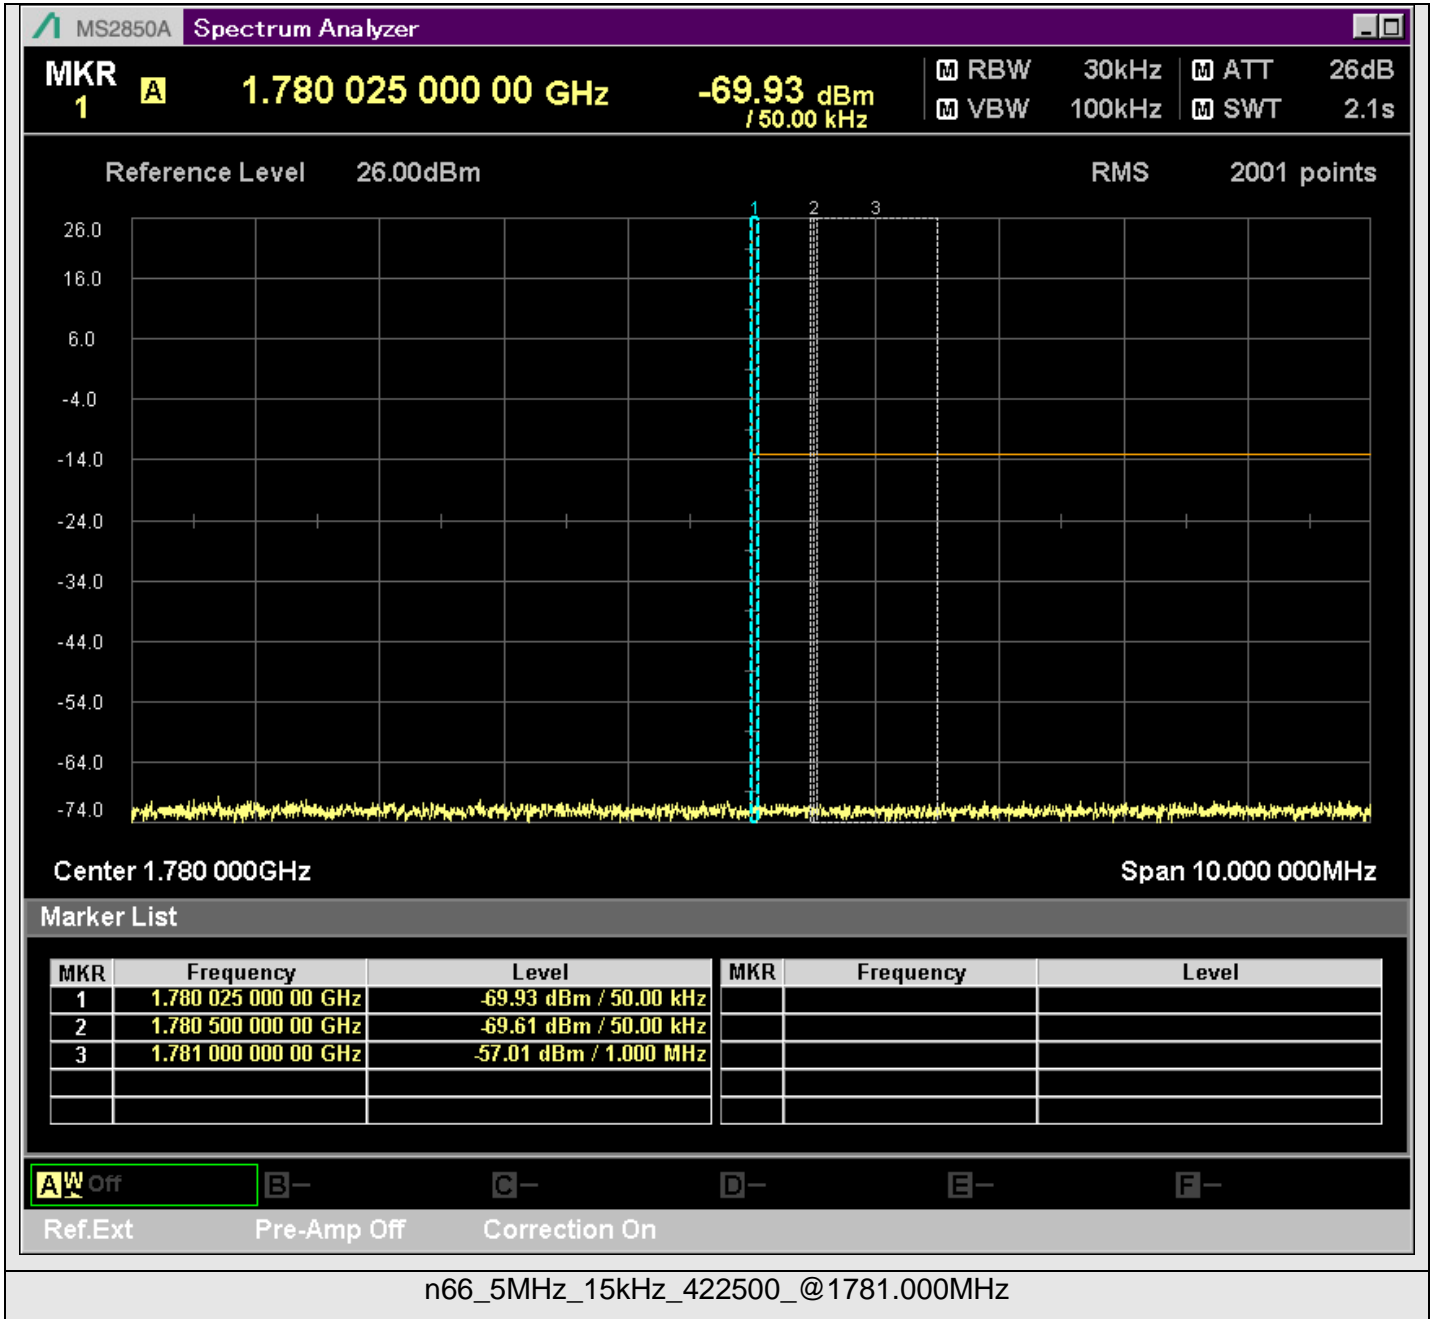 MS2850A Spectrum Analyzer
MKR 1 A 1.780 025 000 00 GHz -69.93 dBm / 50.00 kHz
M RBW 30kHz M ATT 26dB
M VBW 100kHz M SWT 2.1s
Reference Level 26.00dBm RMS 2001 points
1 2 3
26.0
16.0
6.0
-4.0
-14.0
-24.0
-34.0
-44.0
-54.0
-64.0
-74.0
Center 1.780 000GHz Span 10.000 000MHz
Marker List
MKR Frequency Level MKR Frequency Level
1 1.780 025 000 00 GHz -69.93 dBm / 50.00 kHz
2 1.780 500 000 00 GHz -69.61 dBm / 50.00 kHz
3 1.781 000 000 00 GHz -57.01 dBm / 1.000 MHz
A W Off B – C – D – E – F –
Ref.Ext Pre-Amp Off Correction On
n66_5MHz_15kHz_422500_@1781.000MHz